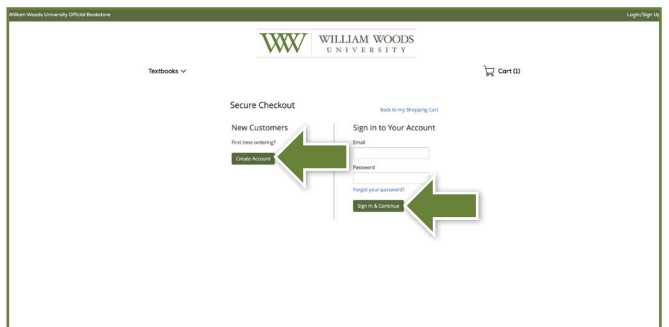 William Woods University Official Bookstore
Login/Sign Up
WILLIAM WOODS
UNIVERSITY
Textbooks
Cart (1)
Secure Checkout
Back to my Shopping Cart
New Customers
First time ordering?
Create Account
Sign In to Your Account
Email
Password
Forgot your password?
Sign In & Continue